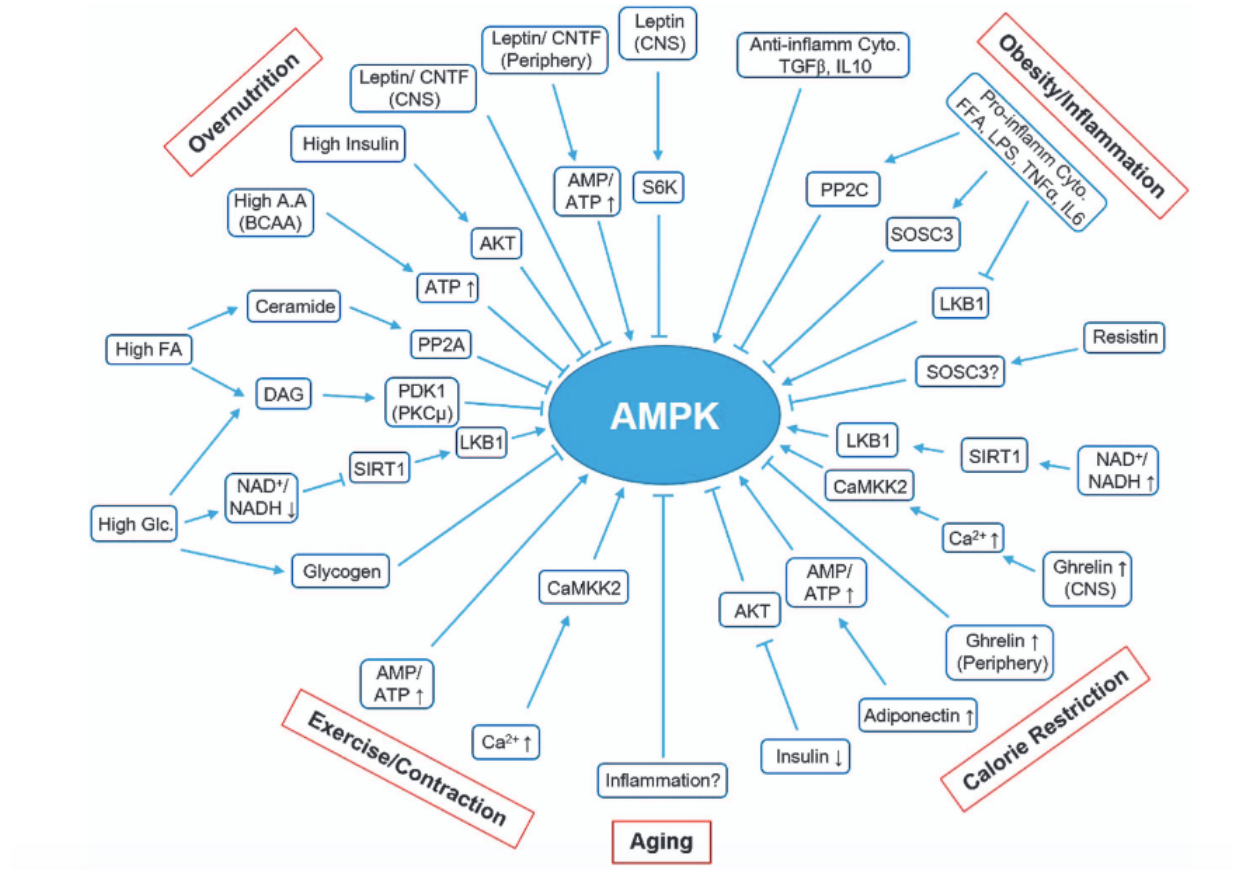 Overnutrition
Leptin/ CNTF
(CNS)
Leptin/ CNTF
(Periphery)
Leptin
(CNS)
Anti-inflamm Cyto.
TGFβ, IL10
Obesity/Inflammation
Pro-inflamm Cyto.
FFA, LPS, TNFα, IL6
High Insulin
AMP/
ATP ↑
S6K
PP2C
High A.A
(BCAA)
AKT
SOSC3
ATP ↑
Ceramide
LKB1
High FA
PP2A
Resistin
SOSC3?
DAG
PDK1
(PKCμ)
AMPK
LKB1
LKB1
SIRT1
SIRT1
NAD⁺/
NADH ↑
NAD⁺/
NADH ↓
CaMKK2
High Glc.
Ca²⁺ ↑
Glycogen
CaMKK2
AMP/
ATP ↑
Ghrelin ↑
(CNS)
AKT
Ghrelin ↑
(Periphery)
AMP/
ATP ↑
Adiponectin ↑
Ca²⁺ ↑
Insulin ↓
Inflammation?
Exercise/Contraction
Calorie Restriction
Aging